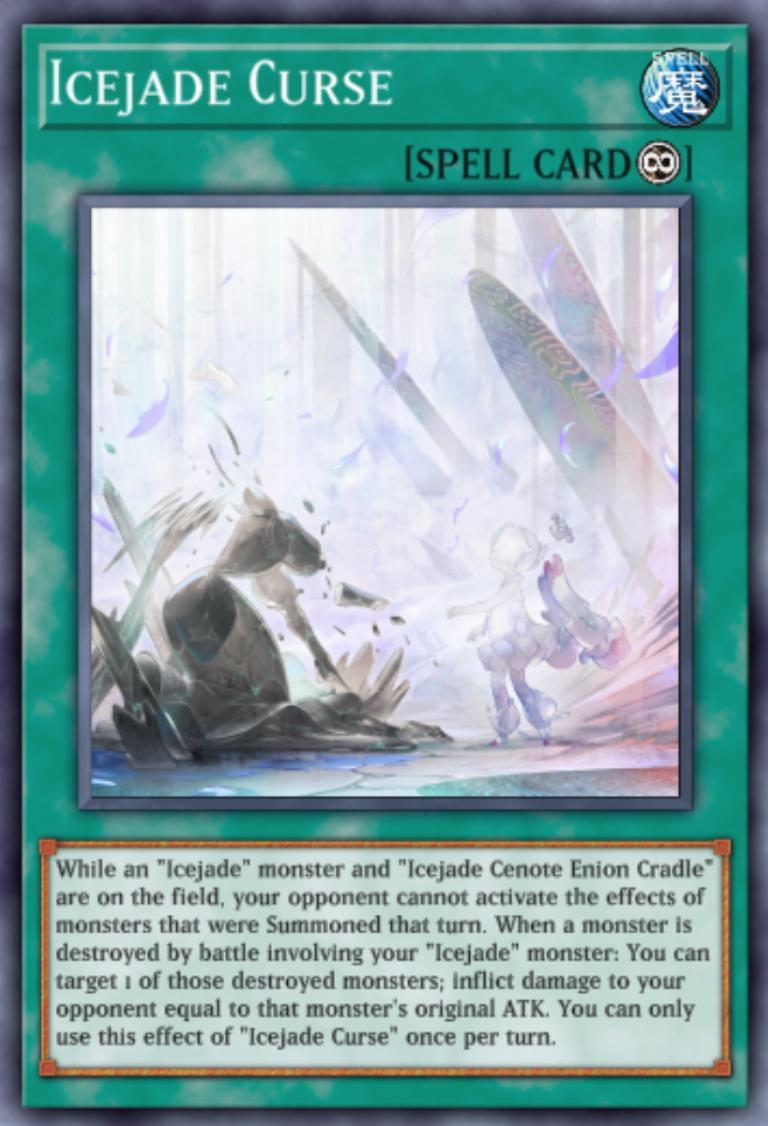 Icejade Curse
SPELL
魔
[SPELL CARD]
While an "Icejade" monster and "Icejade Cenote Enion Cradle"
are on the field, your opponent cannot activate the effects of
monsters that were Summoned that turn. When a monster is
destroyed by battle involving your "Icejade" monster: You can
target 1 of those destroyed monsters; inflict damage to your
opponent equal to that monster's original ATK. You can only
use this effect of "Icejade Curse" once per turn.